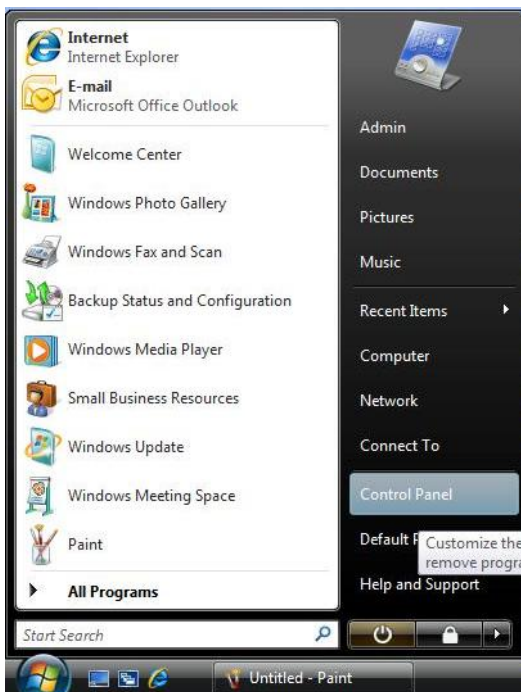 Internet
Internet Explorer
E-mail
Microsoft Office Outlook
Welcome Center
Windows Photo Gallery
Windows Fax and Scan
Backup Status and Configuration
Windows Media Player
Small Business Resources
Windows Update
Windows Meeting Space
Paint
All Programs
Start Search
Admin
Documents
Pictures
Music
Recent Items
Computer
Network
Connect To
Control Panel
Default
Customize the
remove progra
Help and Support
Untitled - Paint